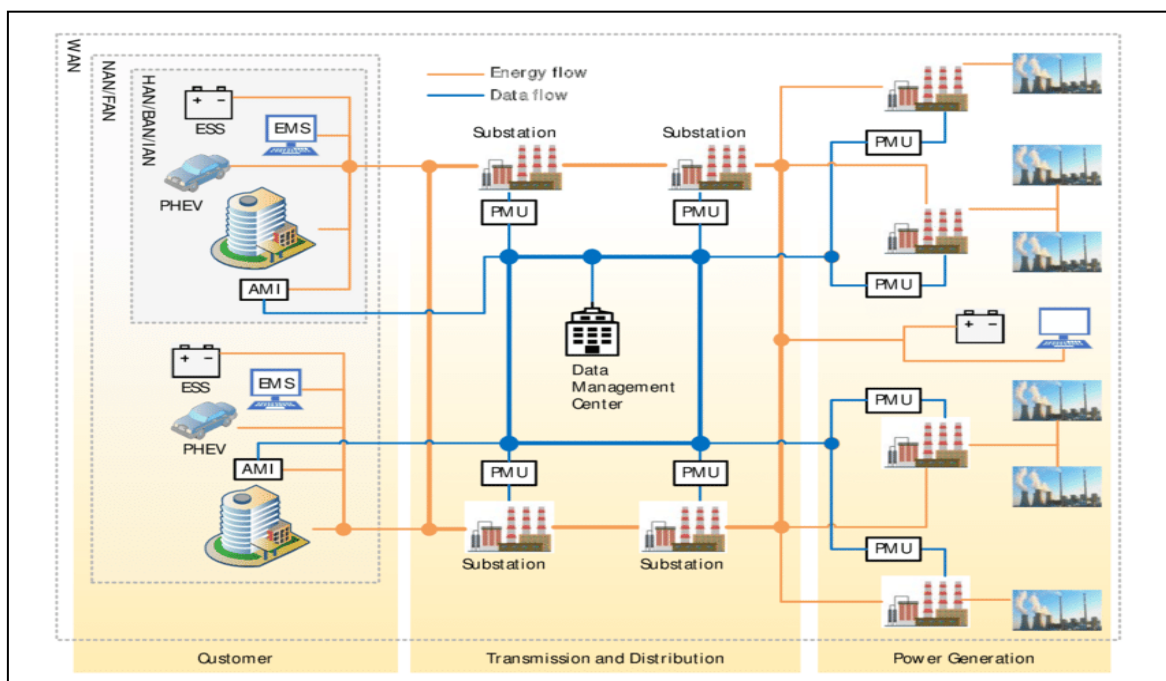 WAN
NAN/FAN
HAN/BAN/IAN
Energy flow
Data flow
ESS
EMS
PHEV
AMI
Substation
Substation
PMU
PMU
PMU
PMU
Data
Management
Center
ESS
EMS
PHEV
AMI
PMU
PMU
Substation
Substation
PMU
PMU
Customer
Transmission and Distribution
Power Generation